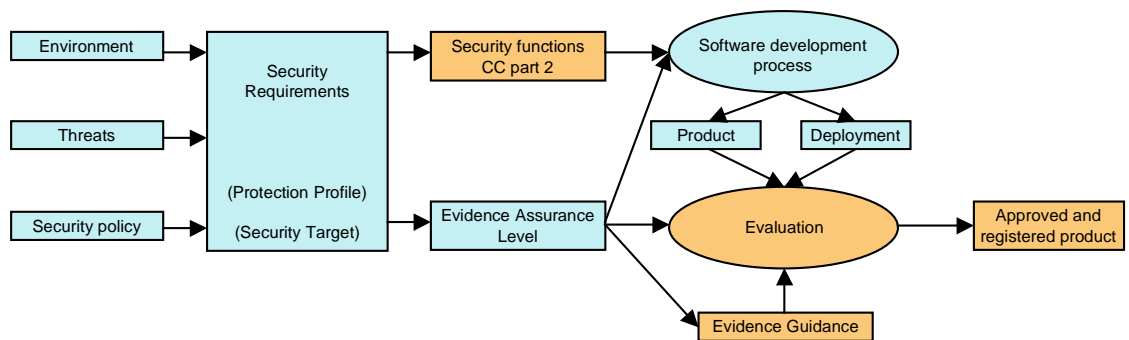 Environment
Threats
Security policy
Security
Requirements
(Protection Profile)
(Security Target)
Security functions
CC part 2
Evidence Assurance
Level
Software development
process
Product
Deployment
Evaluation
Evidence Guidance
Approved and
registered product